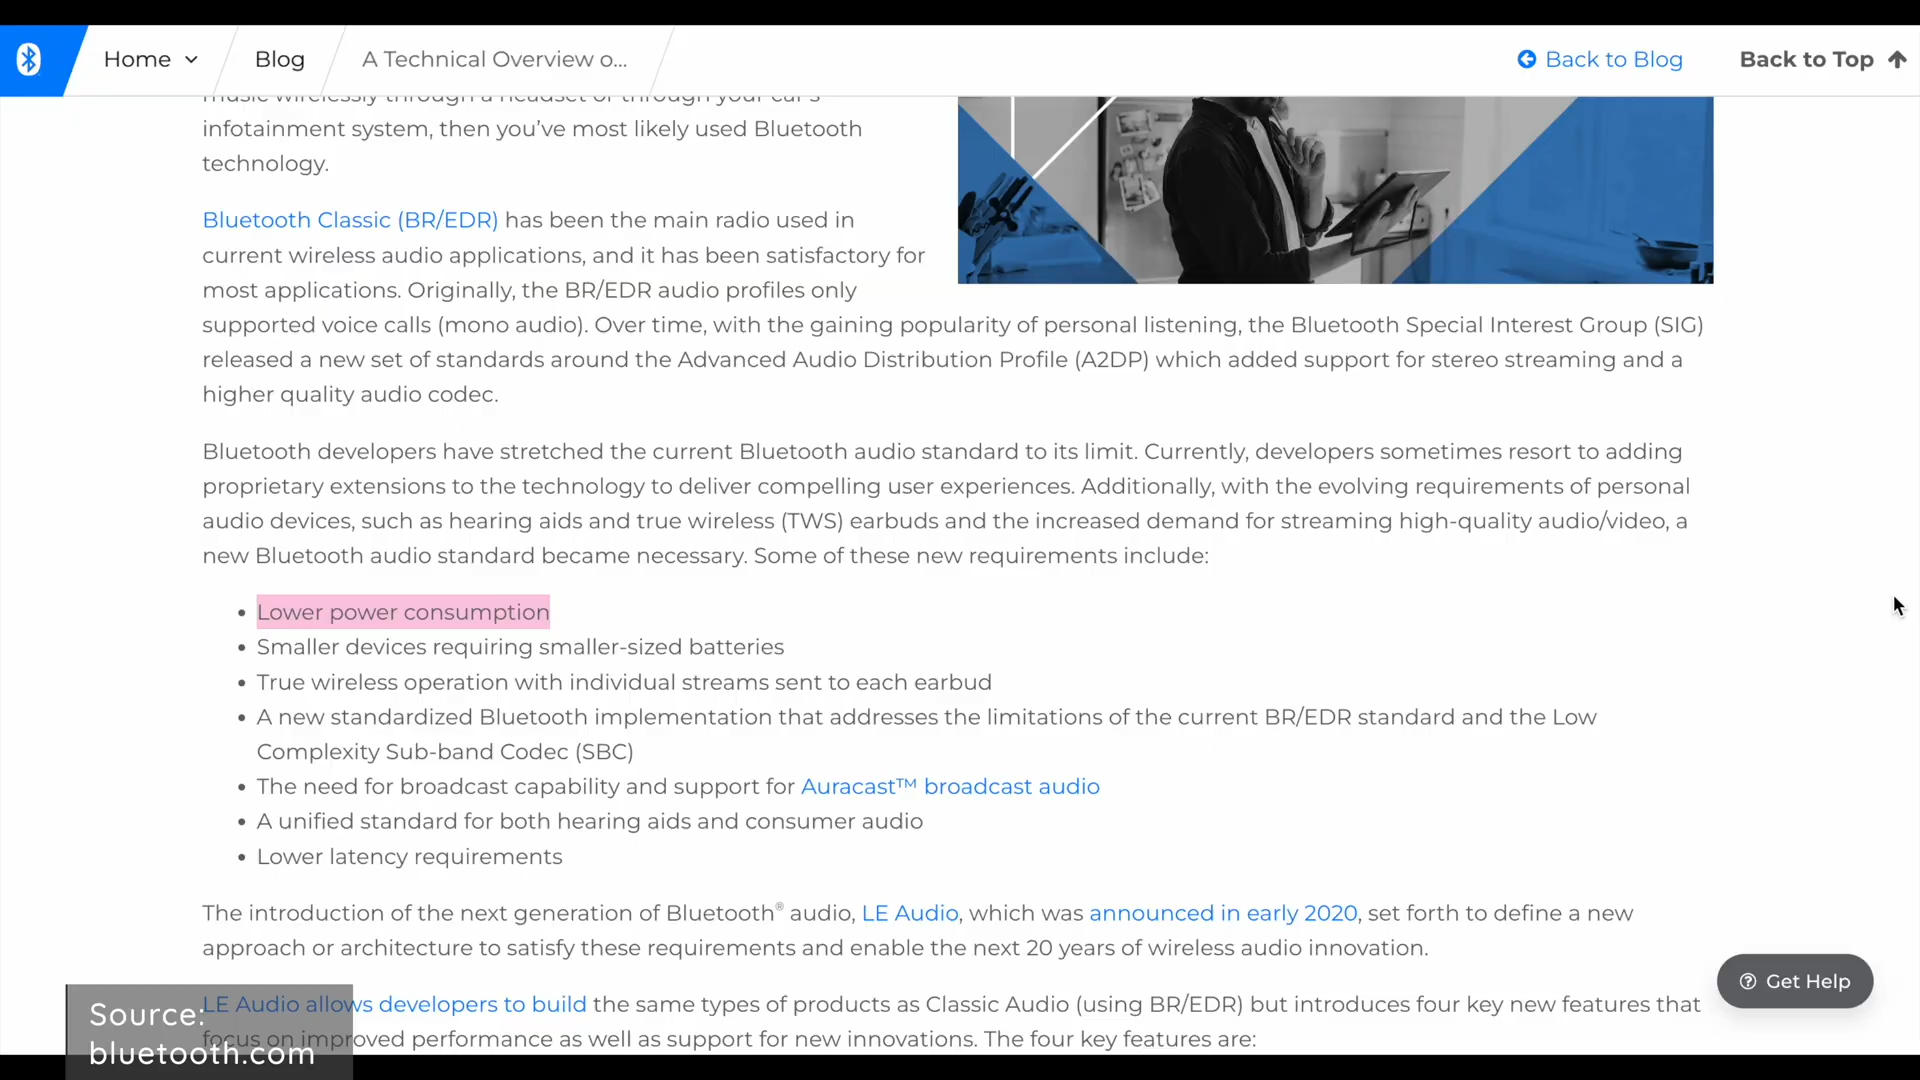 Home
Blog
A Technical Overview o...
Back to Blog
Back to Top
music wirelessly through a headset or through your car's
infotainment system, then you've most likely used Bluetooth
technology.
Bluetooth Classic (BR/EDR) has been the main radio used in
current wireless audio applications, and it has been satisfactory for
most applications. Originally, the BR/EDR audio profiles only
supported voice calls (mono audio). Over time, with the gaining popularity of personal listening, the Bluetooth Special Interest Group (SIG)
released a new set of standards around the Advanced Audio Distribution Profile (A2DP) which added support for stereo streaming and a
higher quality audio codec.
Bluetooth developers have stretched the current Bluetooth audio standard to its limit. Currently, developers sometimes resort to adding
proprietary extensions to the technology to deliver compelling user experiences. Additionally, with the evolving requirements of personal
audio devices, such as hearing aids and true wireless (TWS) earbuds and the increased demand for streaming high-quality audio/video, a
new Bluetooth audio standard became necessary. Some of these new requirements include:
• Lower power consumption
• Smaller devices requiring smaller-sized batteries
• True wireless operation with individual streams sent to each earbud
• A new standardized Bluetooth implementation that addresses the limitations of the current BR/EDR standard and the Low
Complexity Sub-band Codec (SBC)
• The need for broadcast capability and support for Auracast™ broadcast audio
• A unified standard for both hearing aids and consumer audio
• Lower latency requirements
The introduction of the next generation of Bluetooth® audio, LE Audio, which was announced in early 2020, set forth to define a new
approach or architecture to satisfy these requirements and enable the next 20 years of wireless audio innovation.
LE Audio allows developers to build the same types of products as Classic Audio (using BR/EDR) but introduces four key new features that
focus on improved performance as well as support for new innovations. The four key features are:
Get Help
Source:
bluetooth.com